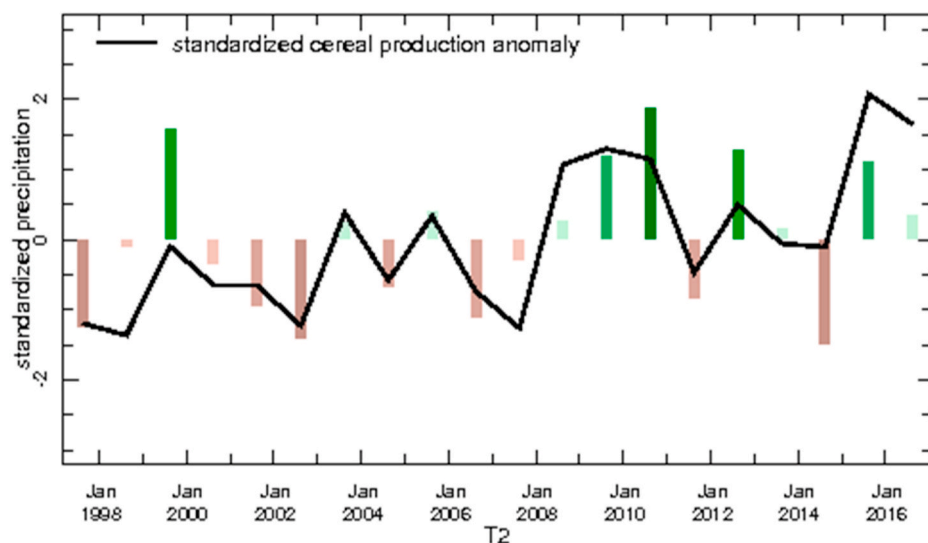 standardized cereal production anomaly
standardized precipitation
2
0
-2
Jan 1998
Jan 2000
Jan 2002
Jan 2004
Jan 2006
Jan 2008
Jan 2010
Jan 2012
Jan 2014
Jan 2016
T2